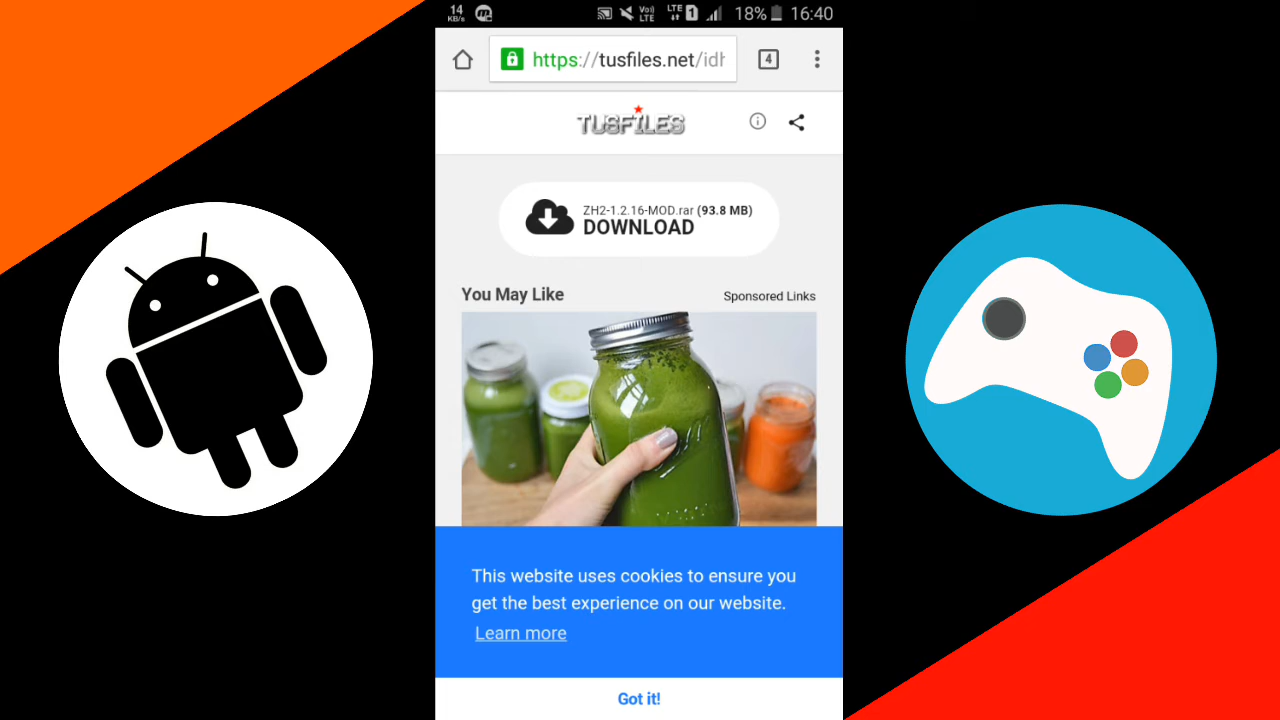 14
KB/s
Vo))
LTE
LTE
1
18%
16:40
https://tusfiles.net/idh
4
TUSFILES
ZH2-1.2.16-MOD.rar (93.8 MB)
DOWNLOAD
You May Like
Sponsored Links
This website uses cookies to ensure you
get the best experience on our website.
Learn more
Got it!